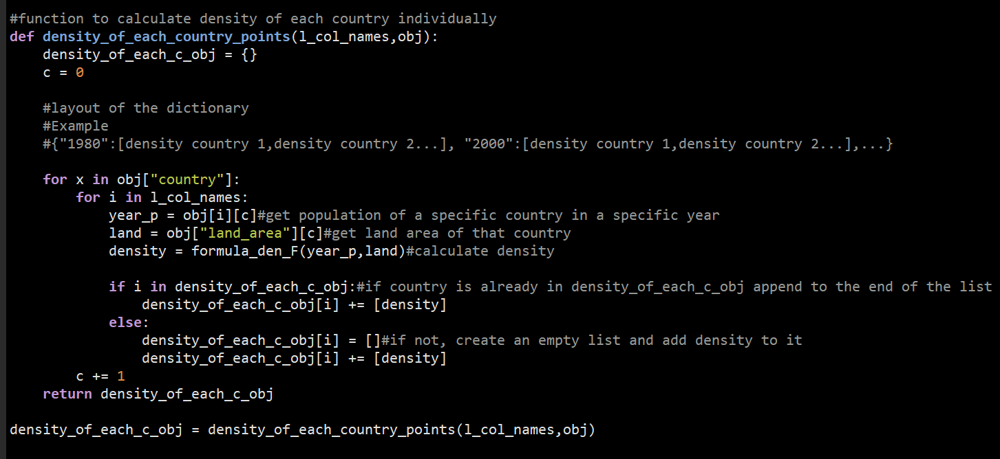 #function to calculate density of each country individually
def density_of_each_country_points(l_col_names,obj):
    density_of_each_c_obj = {}
    c = 0

    #layout of the dictionary
    #Example
    #{"1980":[density country 1,density country 2...], "2000":[density country 1,density country 2...],...}

    for x in obj["country"]:
        for i in l_col_names:
            year_p = obj[i][c]#get population of a specific country in a specific year
            land = obj["land_area"][c]#get land area of that country
            density = formula_den_F(year_p,land)#calculate density

            if i in density_of_each_c_obj:#if country is already in density_of_each_c_obj append to the end of the list
                density_of_each_c_obj[i] += [density]
            else:
                density_of_each_c_obj[i] = []#if not, create an empty list and add density to it
                density_of_each_c_obj[i] += [density]
        c += 1
    return density_of_each_c_obj

density_of_each_c_obj = density_of_each_country_points(l_col_names,obj)